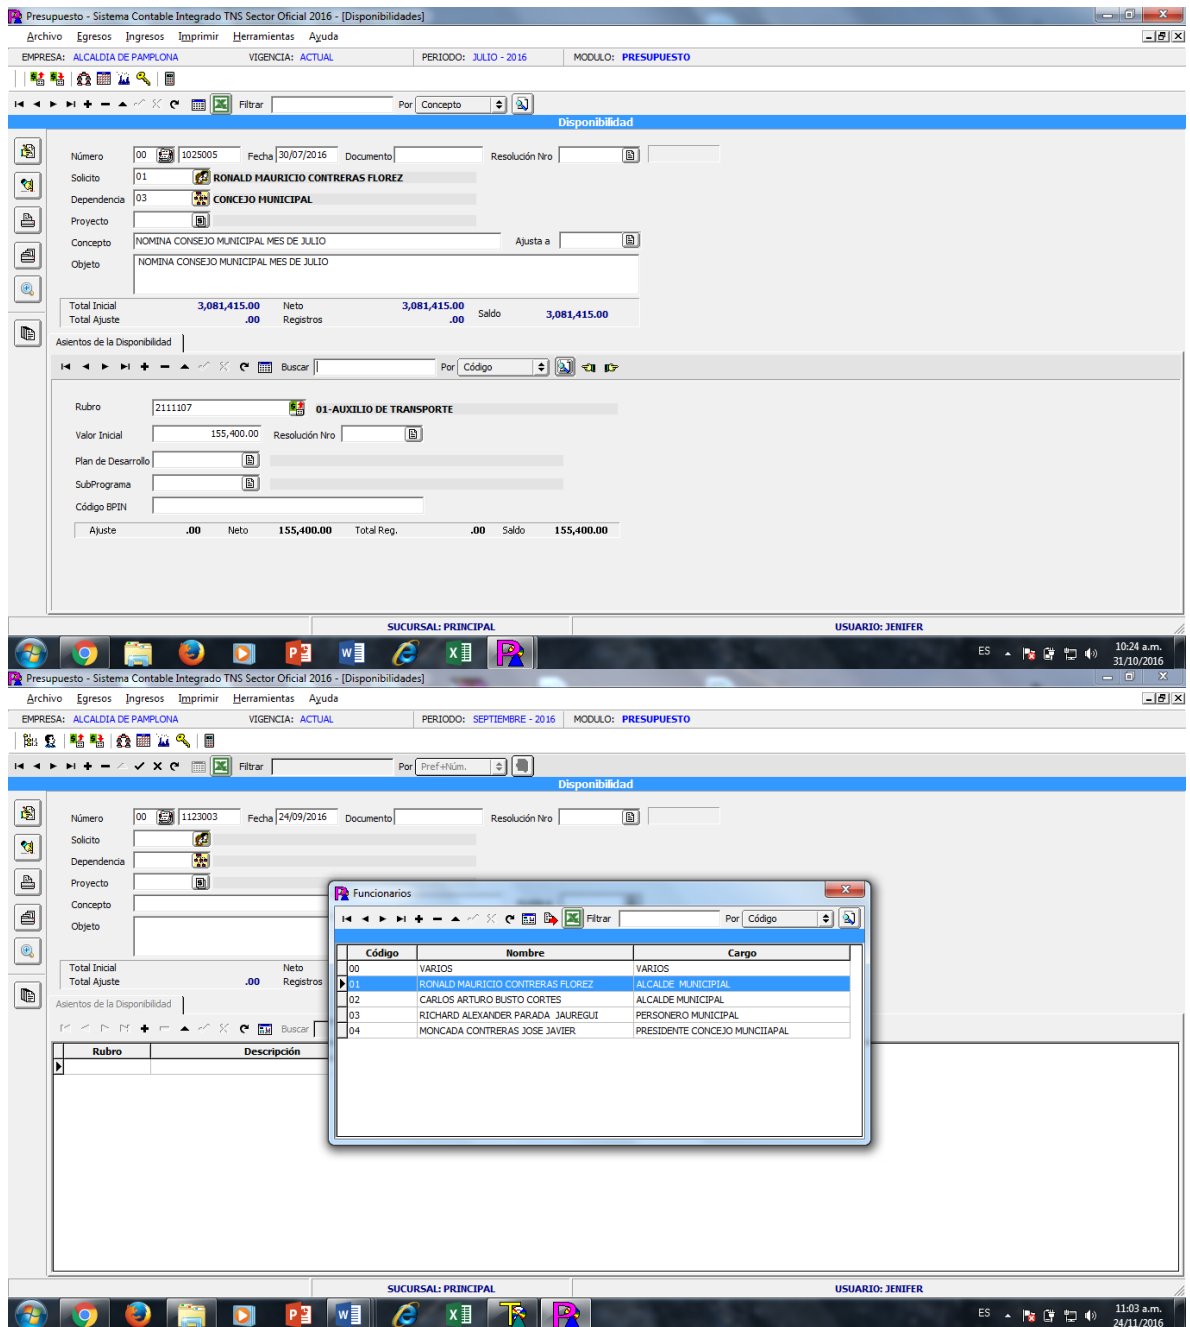 Presupuesto - Sistema Contable Integrado TNS Sector Oficial 2016 - [Disponibilidades]
Archivo Egresos Ingresos Imprimir Herramientas Ayuda
EMPRESA: ALCALDIA DE PAMPLONA VIGENCIA: ACTUAL PERIODO: JULIO - 2016 MODULO: PRESUPUESTO
Filtrar Por Concepto
Disponibilidad
Número 00 1025005 Fecha 30/07/2016 Documento Resolución Nro
Solicito 01 RONALD MAURICIO CONTRERAS FLOREZ
Dependencia 03 CONCEJO MUNICIPAL
Proyecto
Concepto NOMINA CONSEJO MUNICIPAL MES DE JULIO Ajusta a
Objeto NOMINA CONSEJO MUNICIPAL MES DE JULIO
Total Inicial 3,081,415.00 Neto 3,081,415.00 Saldo 3,081,415.00
Total Ajuste .00 Registros .00
Asientos de la Disponibilidad
Buscar Por Código
Rubro 2111107 01-AUXILIO DE TRANSPORTE
Valor Inicial 155,400.00 Resolución Nro
Plan de Desarrollo
SubPrograma
Código BPIN
Ajuste .00 Neto 155,400.00 Total Reg. .00 Saldo 155,400.00
SUCURSAL: PRINCIPAL USUARIO: JENIFER
ES 10:24 a.m.
31/10/2016
Presupuesto - Sistema Contable Integrado TNS Sector Oficial 2016 - [Disponibilidades]
Archivo Egresos Ingresos Imprimir Herramientas Ayuda
EMPRESA: ALCALDIA DE PAMPLONA VIGENCIA: ACTUAL PERIODO: SEPTIEMBRE - 2016 MODULO: PRESUPUESTO
Filtrar Por Pref+Núm.
Disponibilidad
Número 00 1123003 Fecha 24/09/2016 Documento Resolución Nro
Solicito
Dependencia
Proyecto
Concepto
Objeto
Total Inicial Neto
Total Ajuste .00 Registros
Asientos de la Disponibilidad
Buscar
Rubro Descripción
Funcionarios
Filtrar Por Código
Código Nombre Cargo
00 VARIOS VARIOS
01 RONALD MAURICIO CONTRERAS FLOREZ ALCALDE MUNICIPIAL
02 CARLOS ARTURO BUSTO CORTES ALCALDE MUNICIPAL
03 RICHARD ALEXANDER PARADA JAUREGUI PERSONERO MUNICIPAL
04 MONCADA CONTRERAS JOSE JAVIER PRESIDENTE CONCEJO MUNCIIAPAL
SUCURSAL: PRINCIPAL USUARIO: JENIFER
ES 11:03 a.m.
24/11/2016